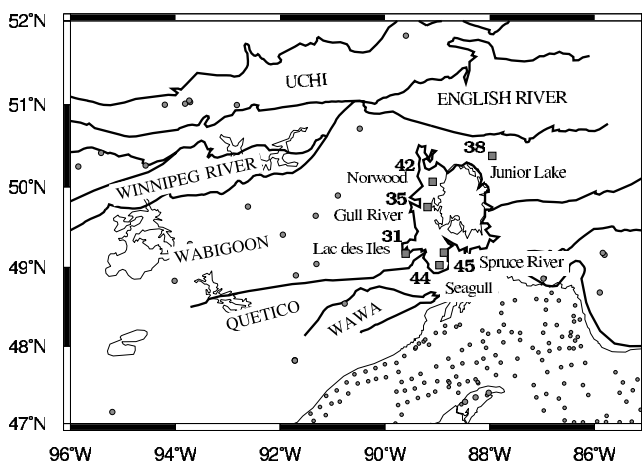 52°N
UCHI
51°N
ENGLISH RIVER
38
42
Junior Lake
Norwood
WINNIPEG RIVER
50°N
35
Gull River
31
WABIGOON
Lac des Iles
45
Spruce River
49°N
44
Seagull
QUETICO
WAWA
48°N
47°N
96°W
94°W
92°W
90°W
88°W
86°W